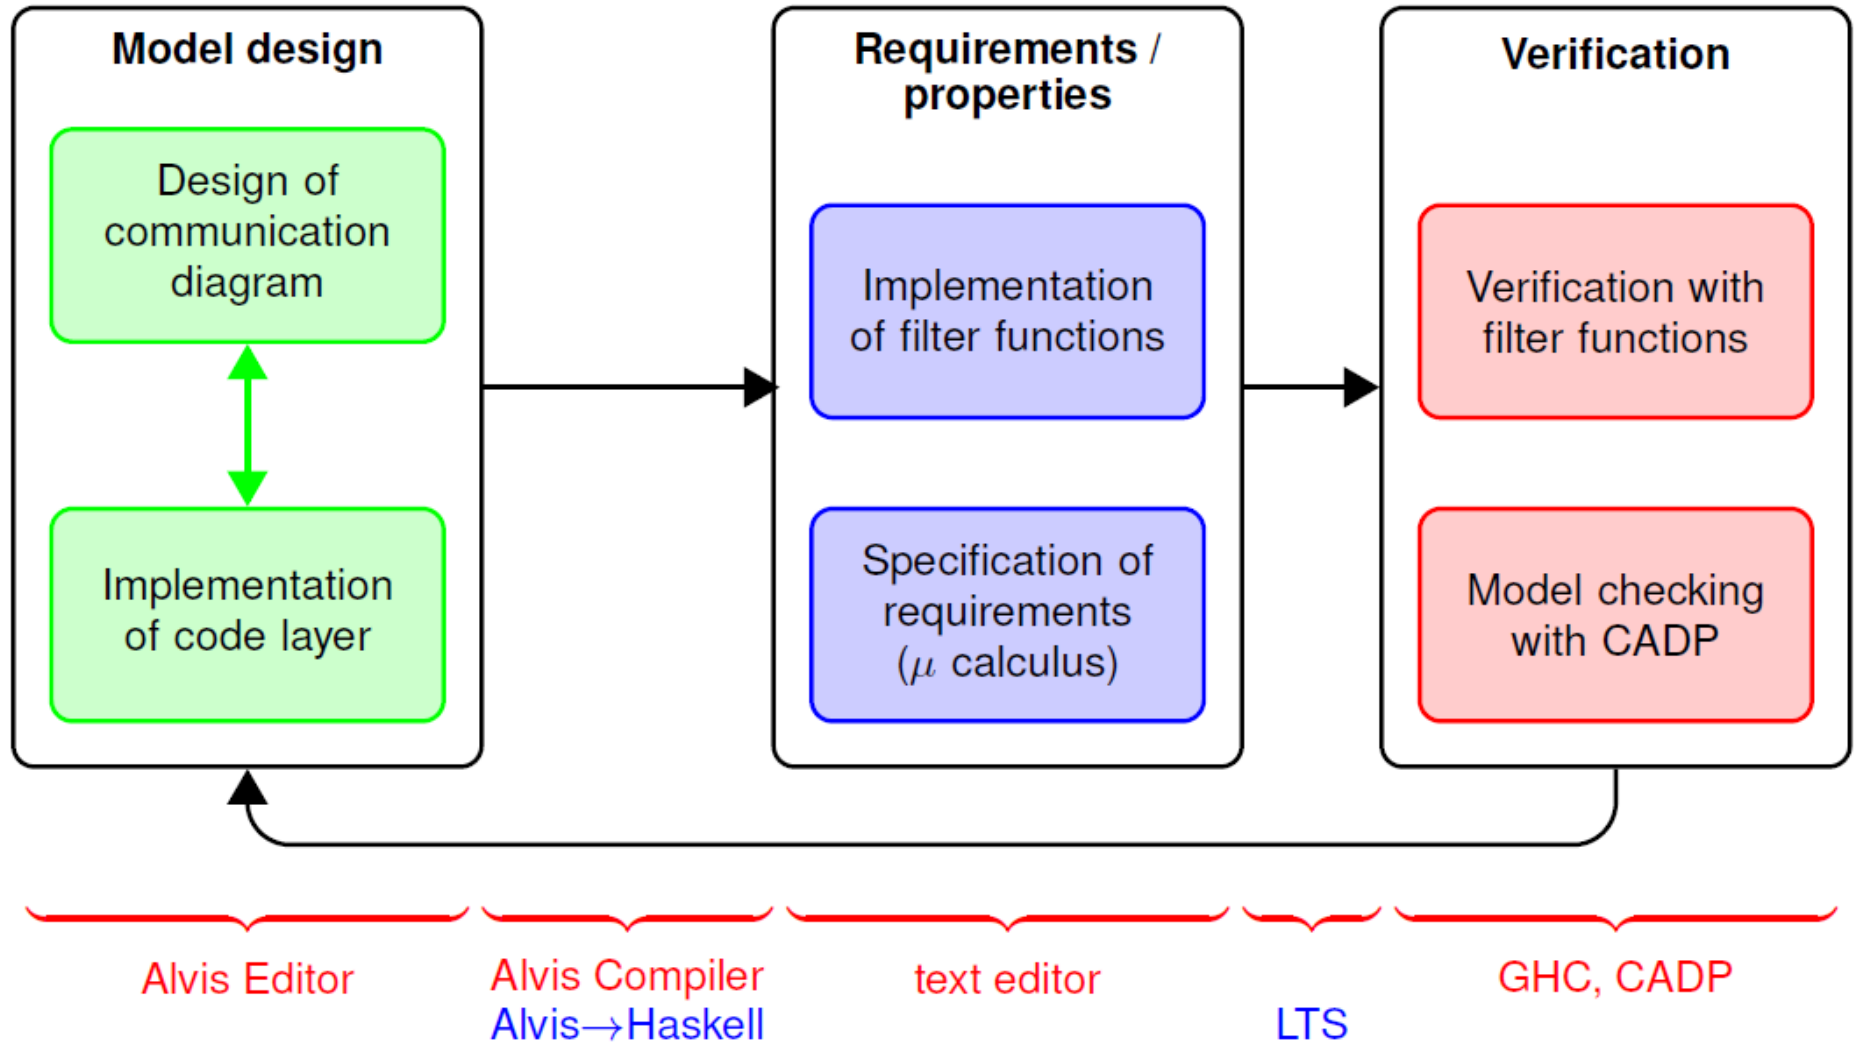 Model design
Design of
communication
diagram
Implementation
of code layer
Requirements /
properties
Implementation
of filter functions
Specification of
requirements
(μ calculus)
Verification
Verification with
filter functions
Model checking
with CADP
Alvis Editor
Alvis Compiler
Alvis→Haskell
text editor
LTS
GHC, CADP